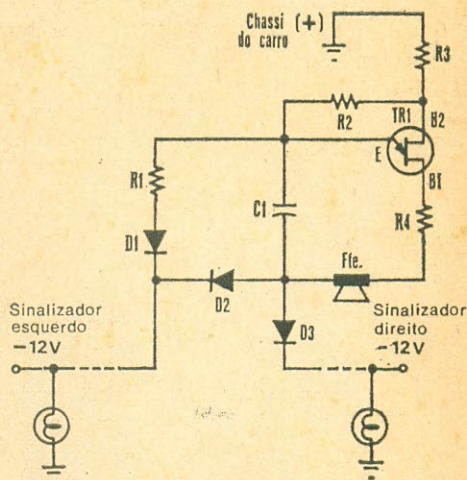 Chassi (+)
do carro
R3
R2
TR1
B2
E
B1
R1
C1
R4
D1
Fte.
D2
D3
Sinalizador
esquerdo
-12V
Sinalizador
direito
-12V